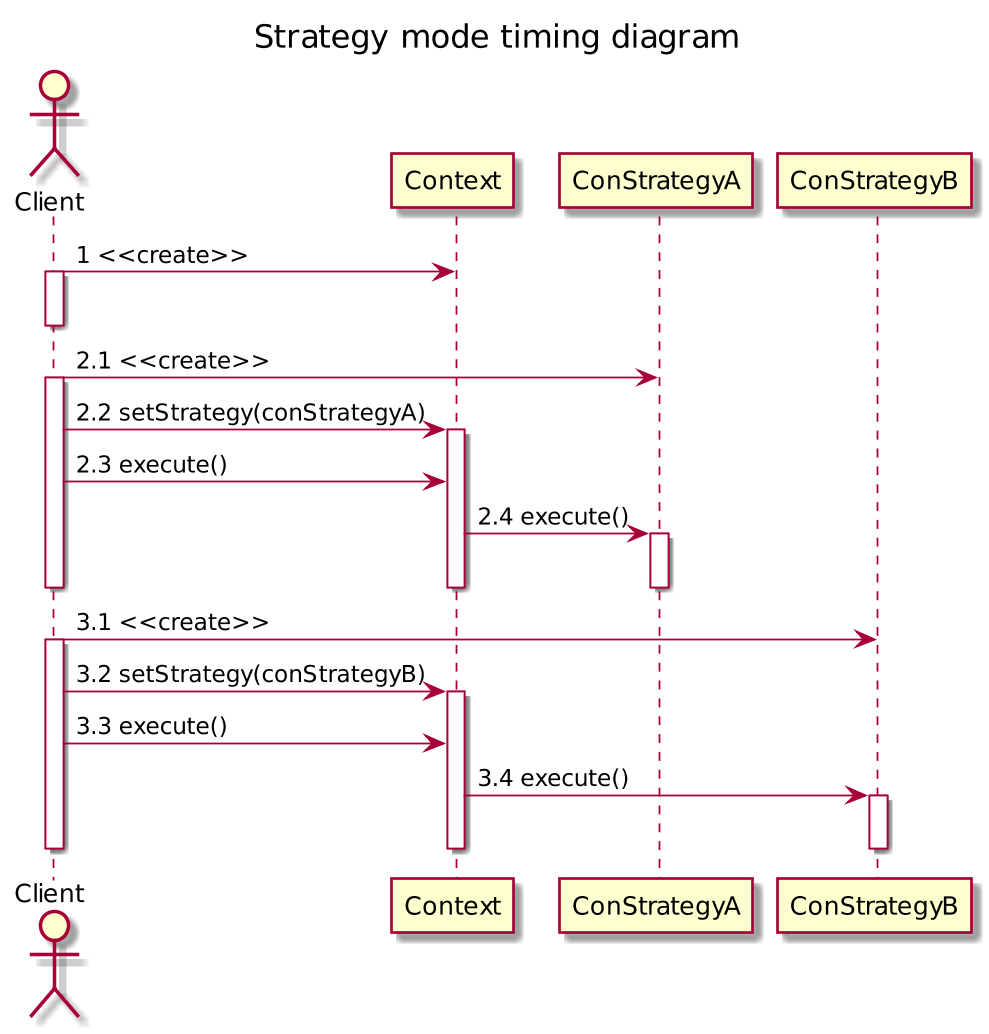 Strategy mode timing diagram
Client
Context
ConStrategyA
ConStrategyB
1 <<create>>
2.1 <<create>>
2.2 setStrategy(conStrategyA)
2.3 execute()
2.4 execute()
3.1 <<create>>
3.2 setStrategy(conStrategyB)
3.3 execute()
3.4 execute()
Client
Context
ConStrategyA
ConStrategyB